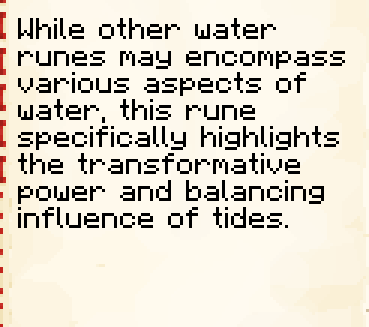 While other water
runes may encompass
various aspects of
water, this rune
specifically highlights
the transformative
power and balancing
influence of tides.